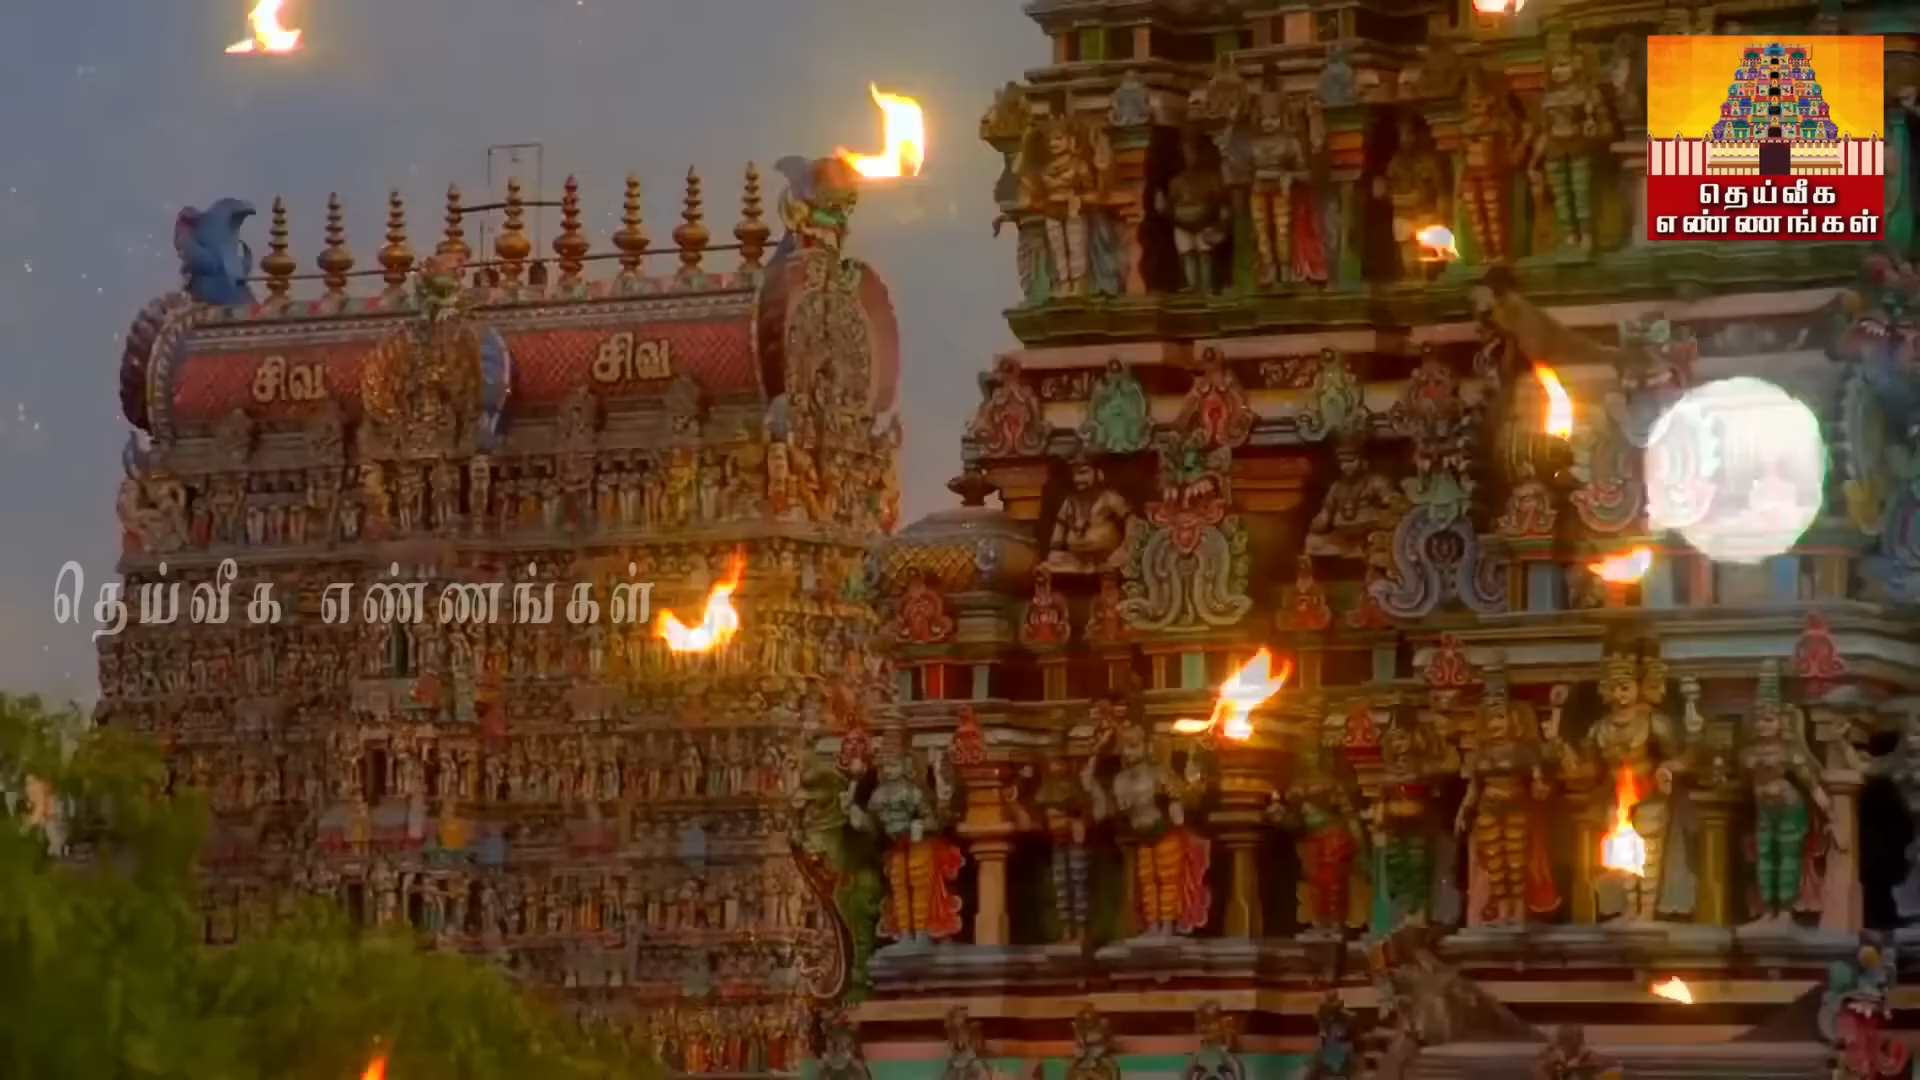 தெய்வீக
எண்ணங்கள்
சிவ சிவ
தெய்வீக எண்ணங்கள்